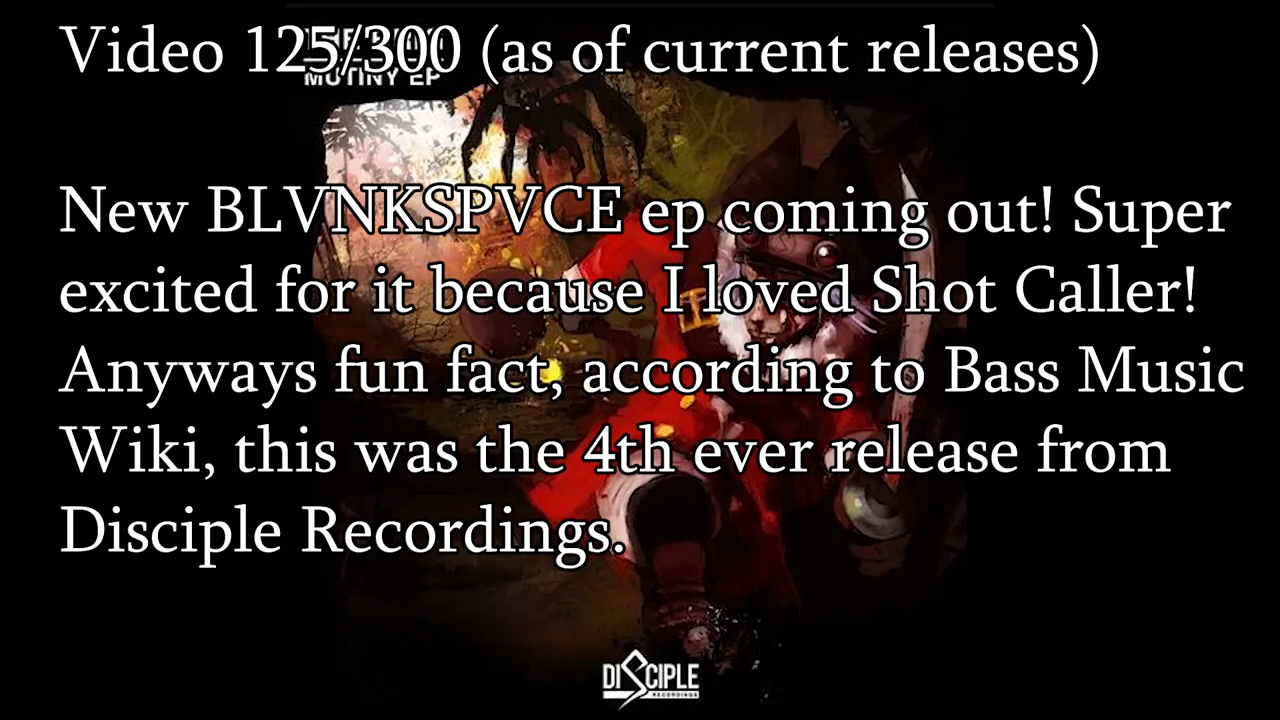 Video 125/300 (as of current releases)
MUTINY EP
New BLVNKSPVCE ep coming out! Super
excited for it because I loved Shot Caller!
Anyways fun fact, according to Bass Music
Wiki, this was the 4th ever release from
Disciple Recordings.
DISCIPLE
RECORDINGS